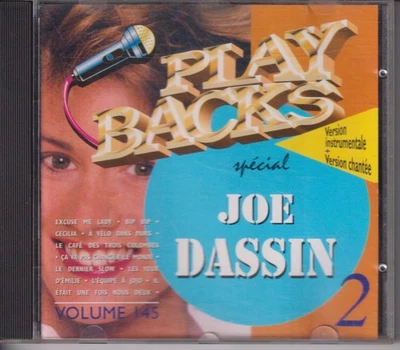 PLAY
BACKS
Version
instrumentale
+
Version chantée
spécial
JOE
DASSIN
2
EXCUSE ME LADY • BIP BIP •
CECILIA • A VÉLO DANS PARIS •
LE CAFÉ DES TROIS COLOMBES
• ÇA VA PAS CHANGER LE MONDE •
LE DERNIER SLOW • LES YEUX
D'EMILIE • L'ÉQUIPE A JOJO • IL
ETAIT UNE FOIS NOUS DEUX •
VOLUME 145